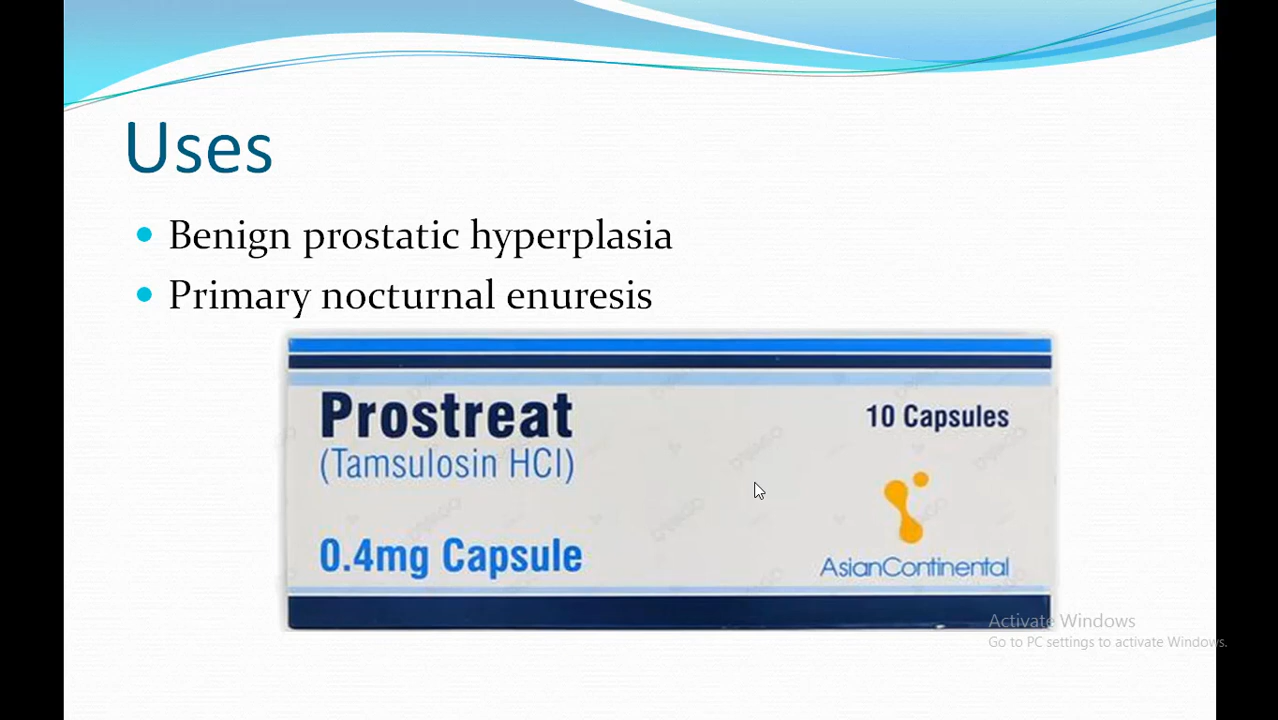 Uses
Benign prostatic hyperplasia
Primary nocturnal enuresis
Prostreat
10 Capsules
(Tamsulosin HCl)
0.4mg Capsule
AsianContinental
Activate Windows
Go to PC settings to activate Windows.